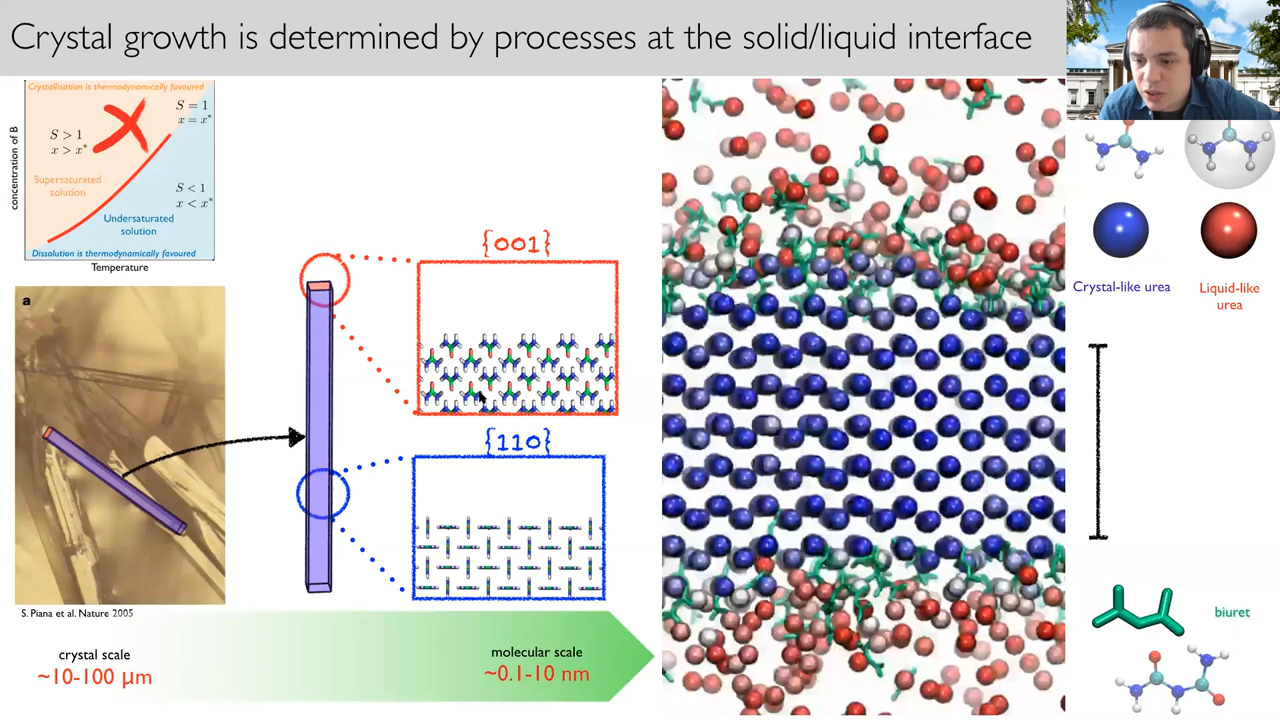 Crystal growth is determined by processes at the solid/liquid interface
Crystallisation is thermodynamically favoured
S = 1
x = x*
S > 1
x > x*
Supersaturated
solution
S < 1
x < x*
Undersaturated
solution
Dissolution is thermodynamically favoured
concentration of B
Temperature
a
S. Piana et al. Nature 2005
{001}
{110}
crystal scale
~10-100 μm
molecular scale
~0.1-10 nm
Crystal-like urea
Liquid-like
urea
biuret